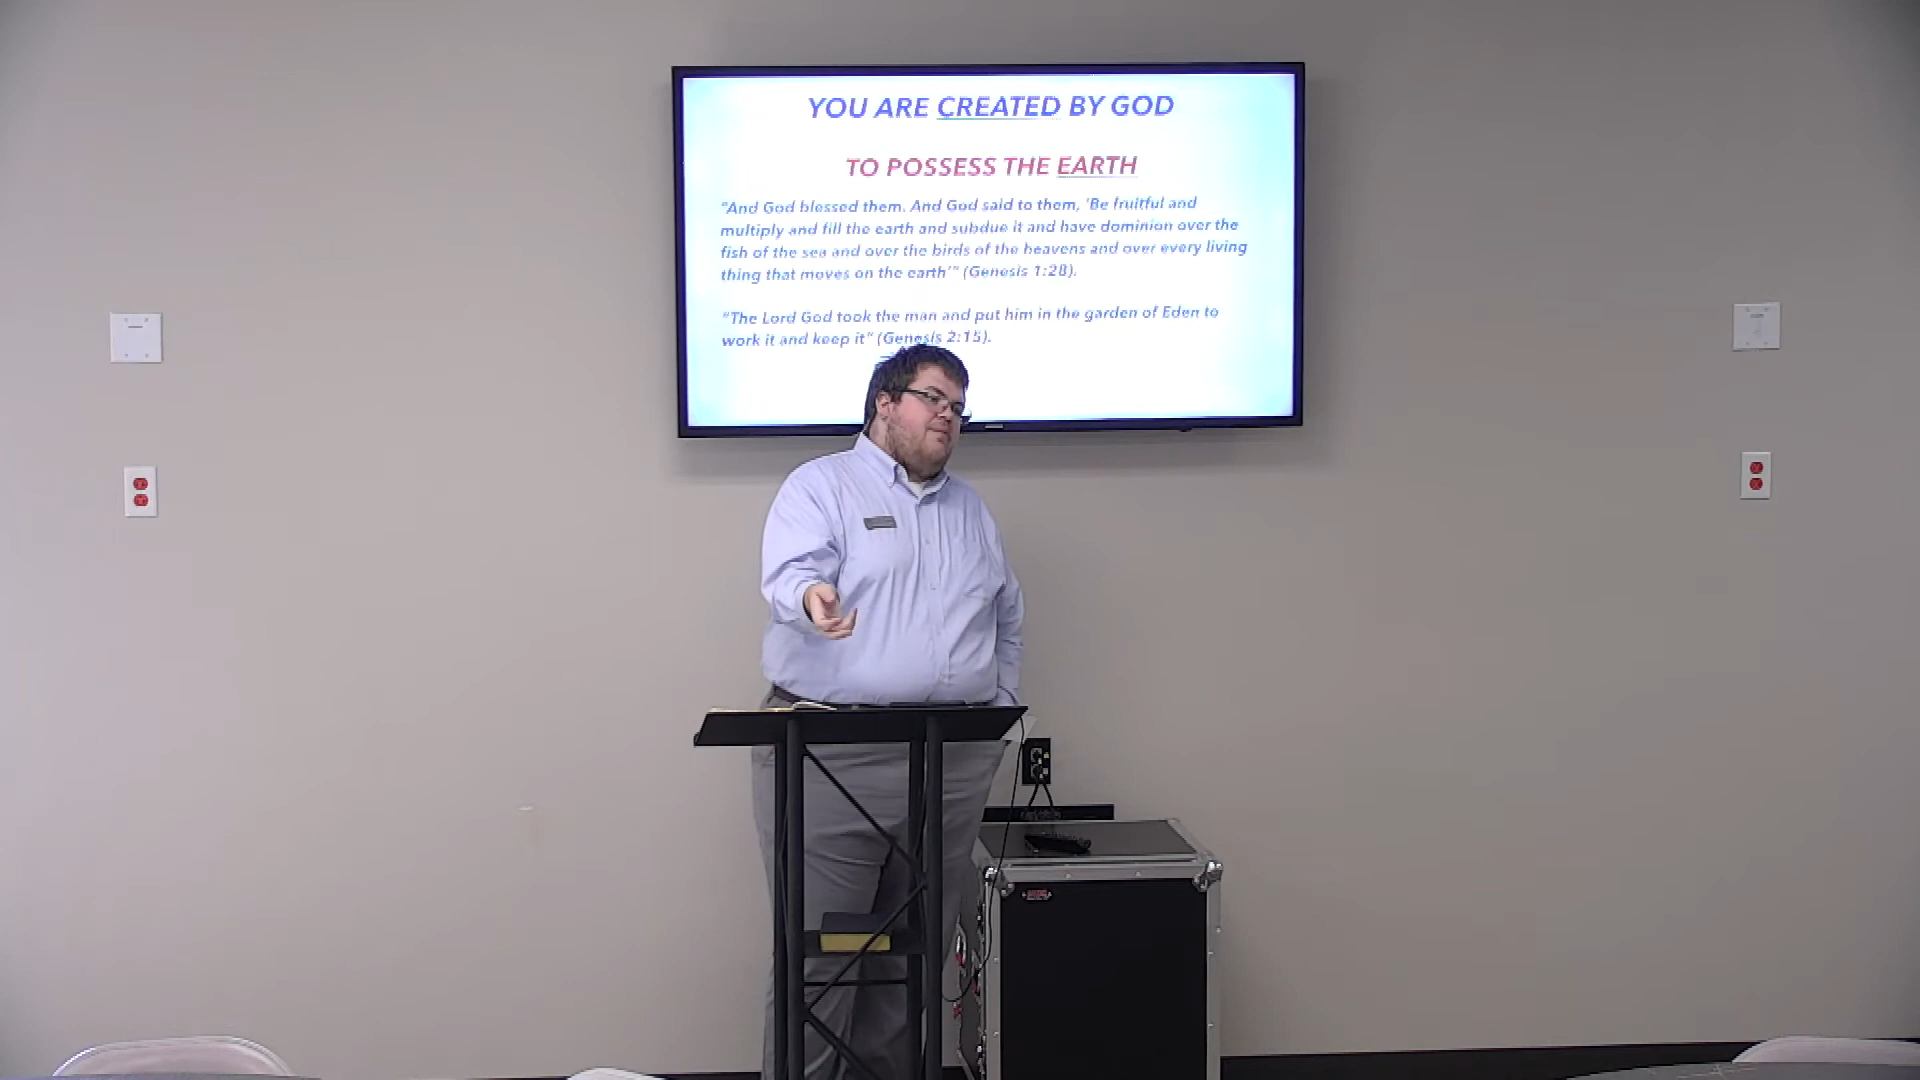 YOU ARE CREATED BY GOD
TO POSSESS THE EARTH
“And God blessed them. And God said to them, ‘Be fruitful and
multiply and fill the earth and subdue it and have dominion over the
fish of the sea and over the birds of the heavens and over every living
thing that moves on the earth’” (Genesis 1:28).
“The Lord God took the man and put him in the garden of Eden to
work it and keep it” (Genesis 2:15).